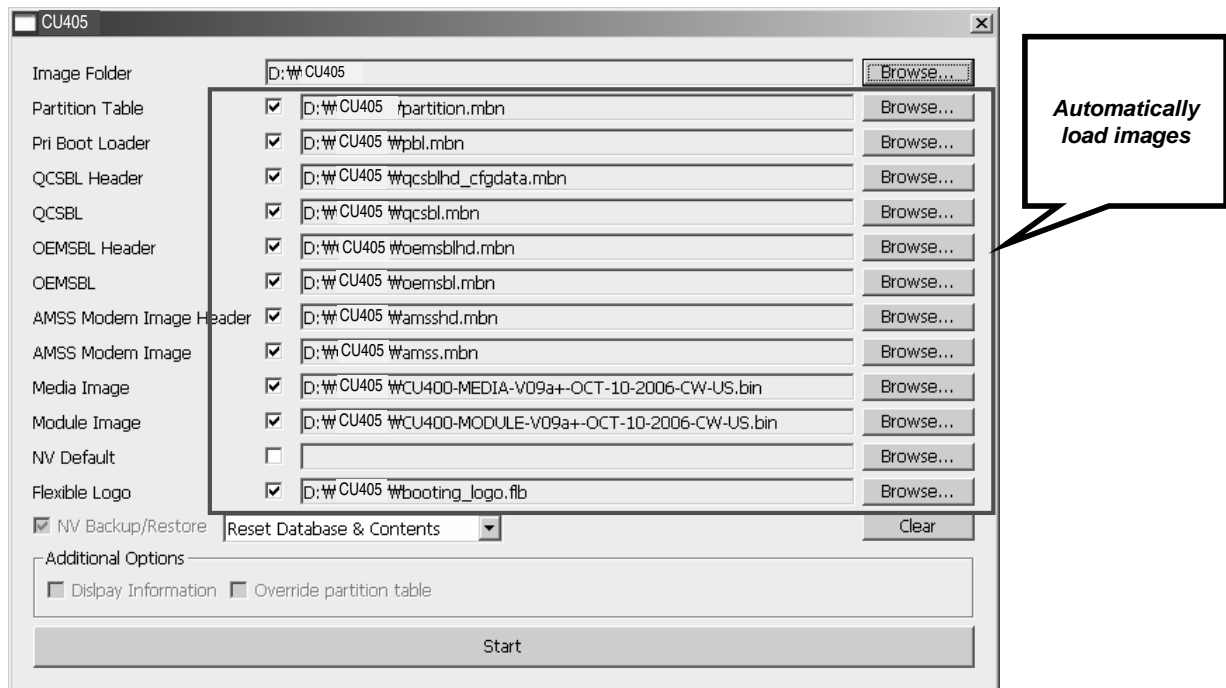 CU405
Image Folder D:₩ CU405 Browse...
Partition Table D:₩ CU405 /partition.mbn Browse...
Pri Boot Loader D:₩ CU405 ₩pbl.mbn Browse...
QCSBL Header D:₩ CU405 ₩qcsblhd_cfgdata.mbn Browse...
QCSBL D:₩ CU405 ₩qcsbl.mbn Browse...
OEMSBL Header D:₩ CU405 ₩oemsblhd.mbn Browse...
OEMSBL D:₩ CU405 ₩oemsbl.mbn Browse...
AMSS Modem Image Header D:₩ CU405 ₩amsshd.mbn Browse...
AMSS Modem Image D:₩ CU405 ₩amss.mbn Browse...
Media Image D:₩ CU405 ₩CU400-MEDIA-V09a+-OCT-10-2006-CW-US.bin Browse...
Module Image D:₩ CU405 ₩CU400-MODULE-V09a+-OCT-10-2006-CW-US.bin Browse...
NV Default Browse...
Flexible Logo D:₩ CU405 ₩booting_logo.flb Browse...
NV Backup/Restore Reset Database & Contents Clear
Additional Options
Dislpay Information Override partition table
Start
Automatically
load images